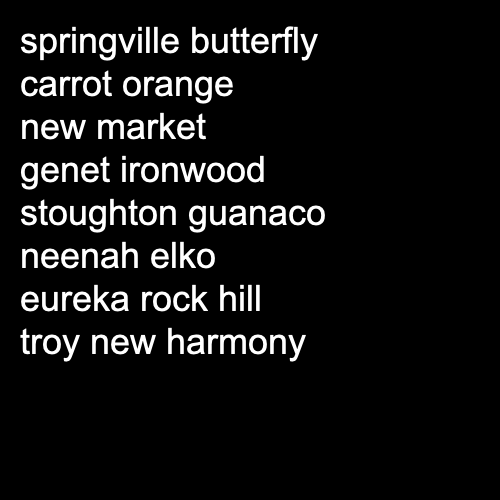 springville butterfly
carrot orange
new market
genet ironwood
stoughton guanaco
neenah elko
eureka rock hill
troy new harmony